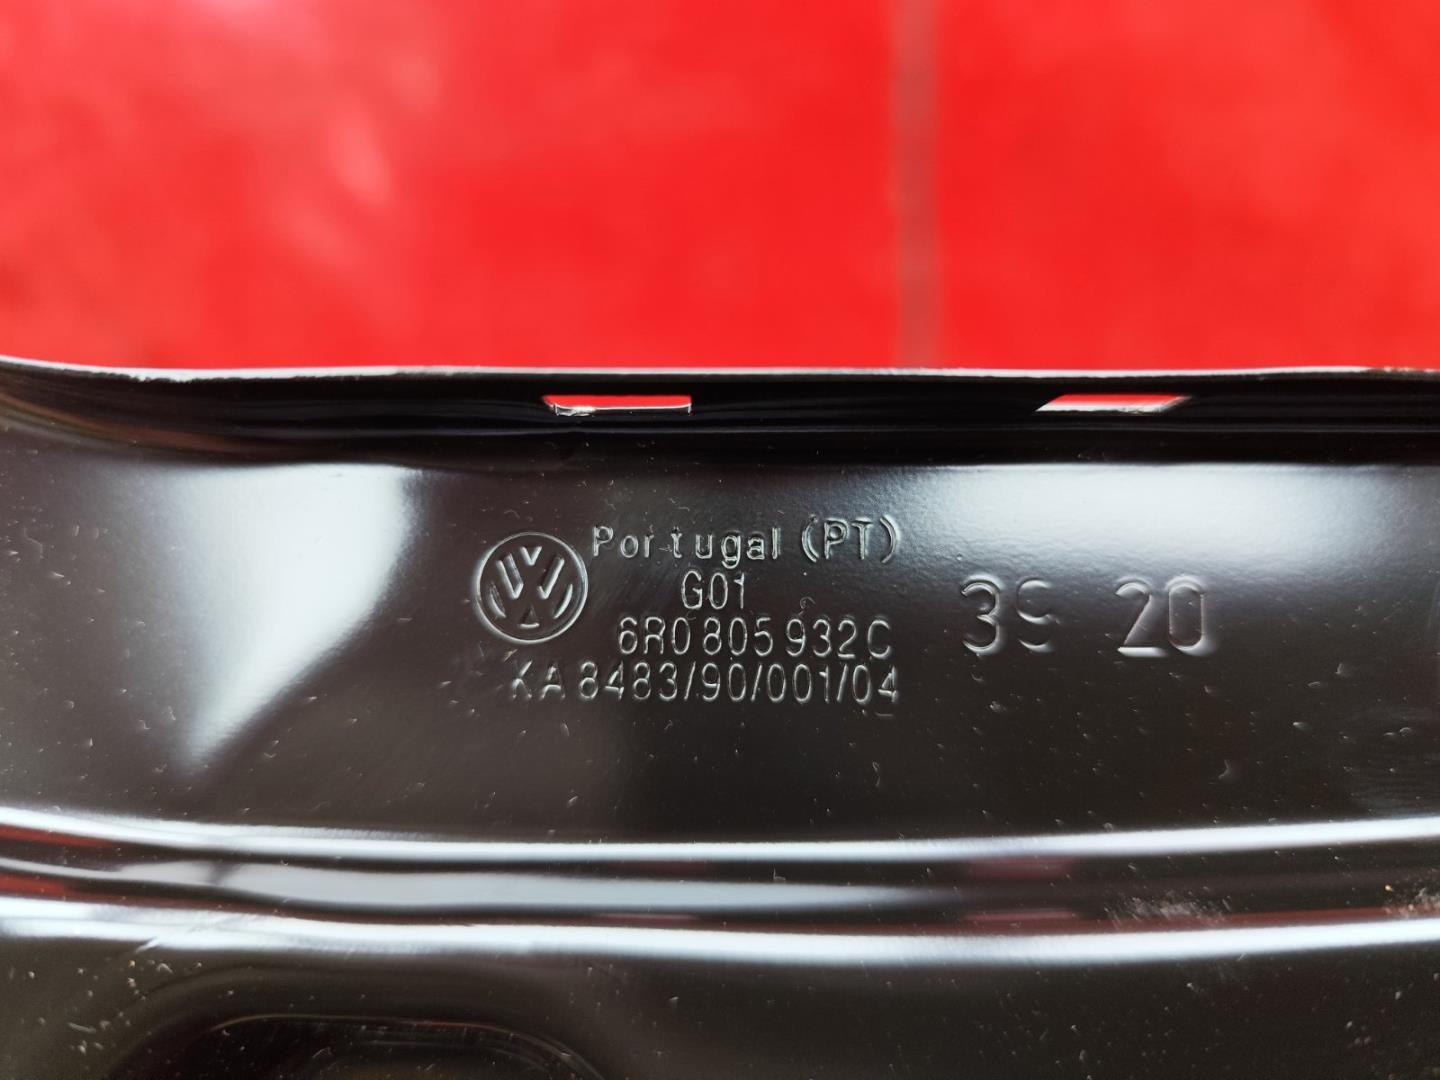 Portugal (PT)
G01
6R0 805 932C
KA 8483/90/001/04
39 20